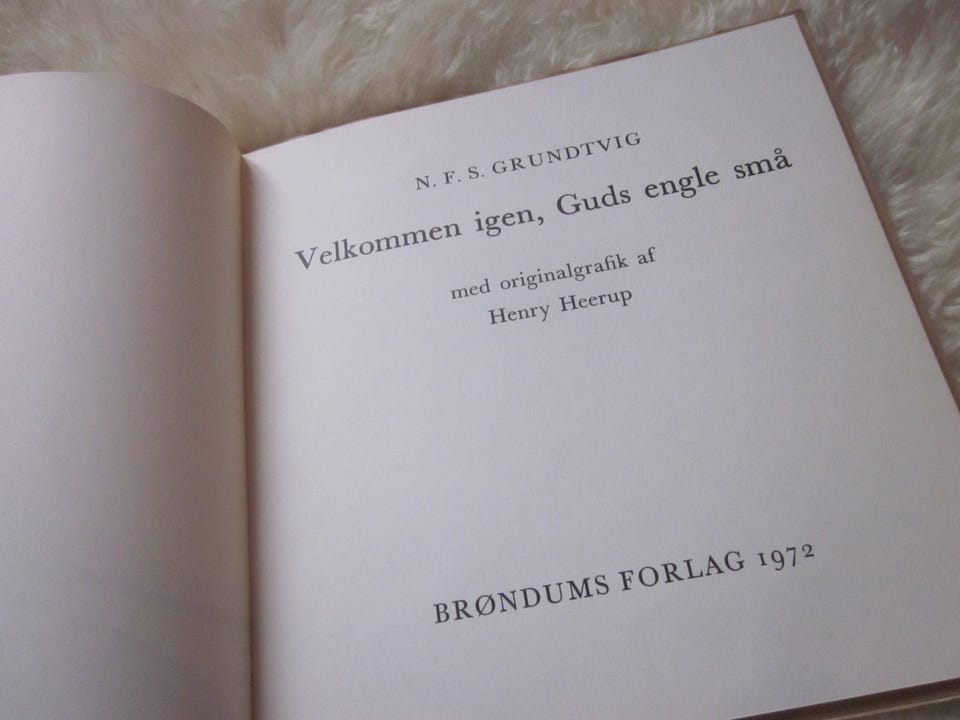 N. F. S. GRUNDTVIG
Velkommen igen, Guds engle små
med originalgrafik af
Henry Heerup
BRØNDUMS FORLAG 1972